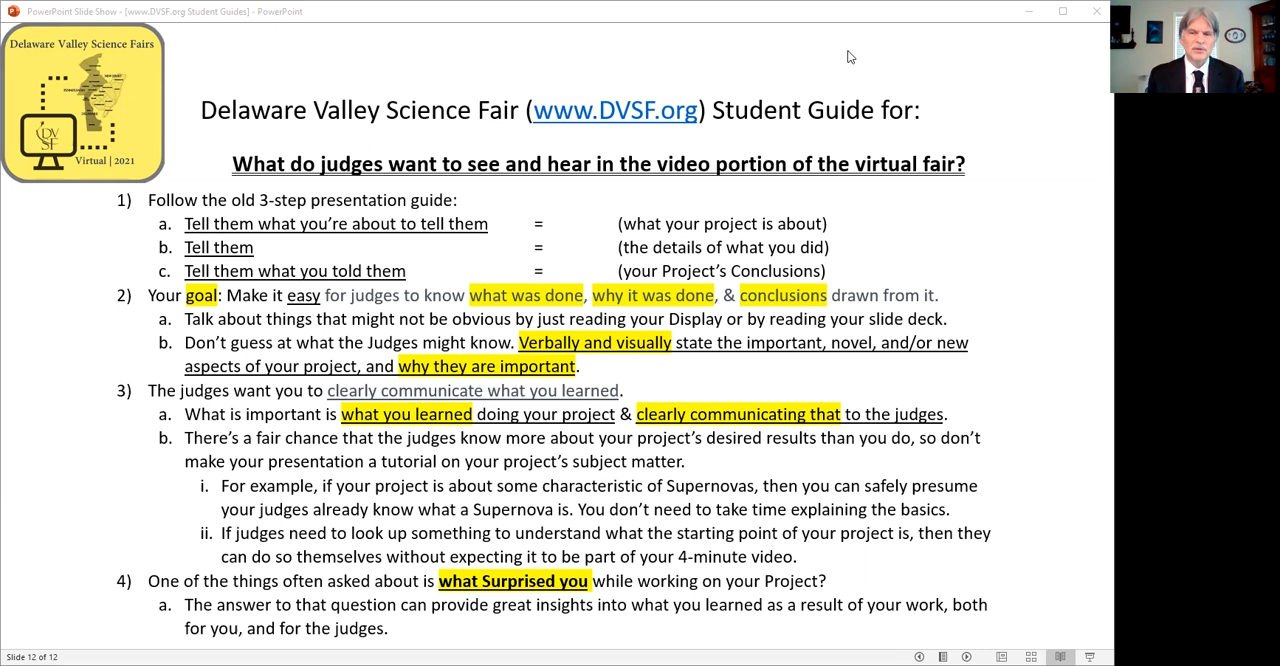 PowerPoint Slide Show - [www.DVSF.org Student Guides] - PowerPoint
Delaware Valley Science Fairs
DV
SF
Virtual | 2021
Delaware Valley Science Fair (www.DVSF.org) Student Guide for:
What do judges want to see and hear in the video portion of the virtual fair?
1) Follow the old 3-step presentation guide:
a. Tell them what you're about to tell them = (what your project is about)
b. Tell them = (the details of what you did)
c. Tell them what you told them = (your Project's Conclusions)
2) Your goal: Make it easy for judges to know what was done, why it was done, & conclusions drawn from it.
a. Talk about things that might not be obvious by just reading your Display or by reading your slide deck.
b. Don't guess at what the Judges might know. Verbally and visually state the important, novel, and/or new
aspects of your project, and why they are important.
3) The judges want you to clearly communicate what you learned.
a. What is important is what you learned doing your project & clearly communicating that to the judges.
b. There's a fair chance that the judges know more about your project's desired results than you do, so don't
make your presentation a tutorial on your project's subject matter.
i. For example, if your project is about some characteristic of Supernovas, then you can safely presume
your judges already know what a Supernova is. You don't need to take time explaining the basics.
ii. If judges need to look up something to understand what the starting point of your project is, then they
can do so themselves without expecting it to be part of your 4-minute video.
4) One of the things often asked about is what Surprised you while working on your Project?
a. The answer to that question can provide great insights into what you learned as a result of your work, both
for you, and for the judges.
Slide 12 of 12